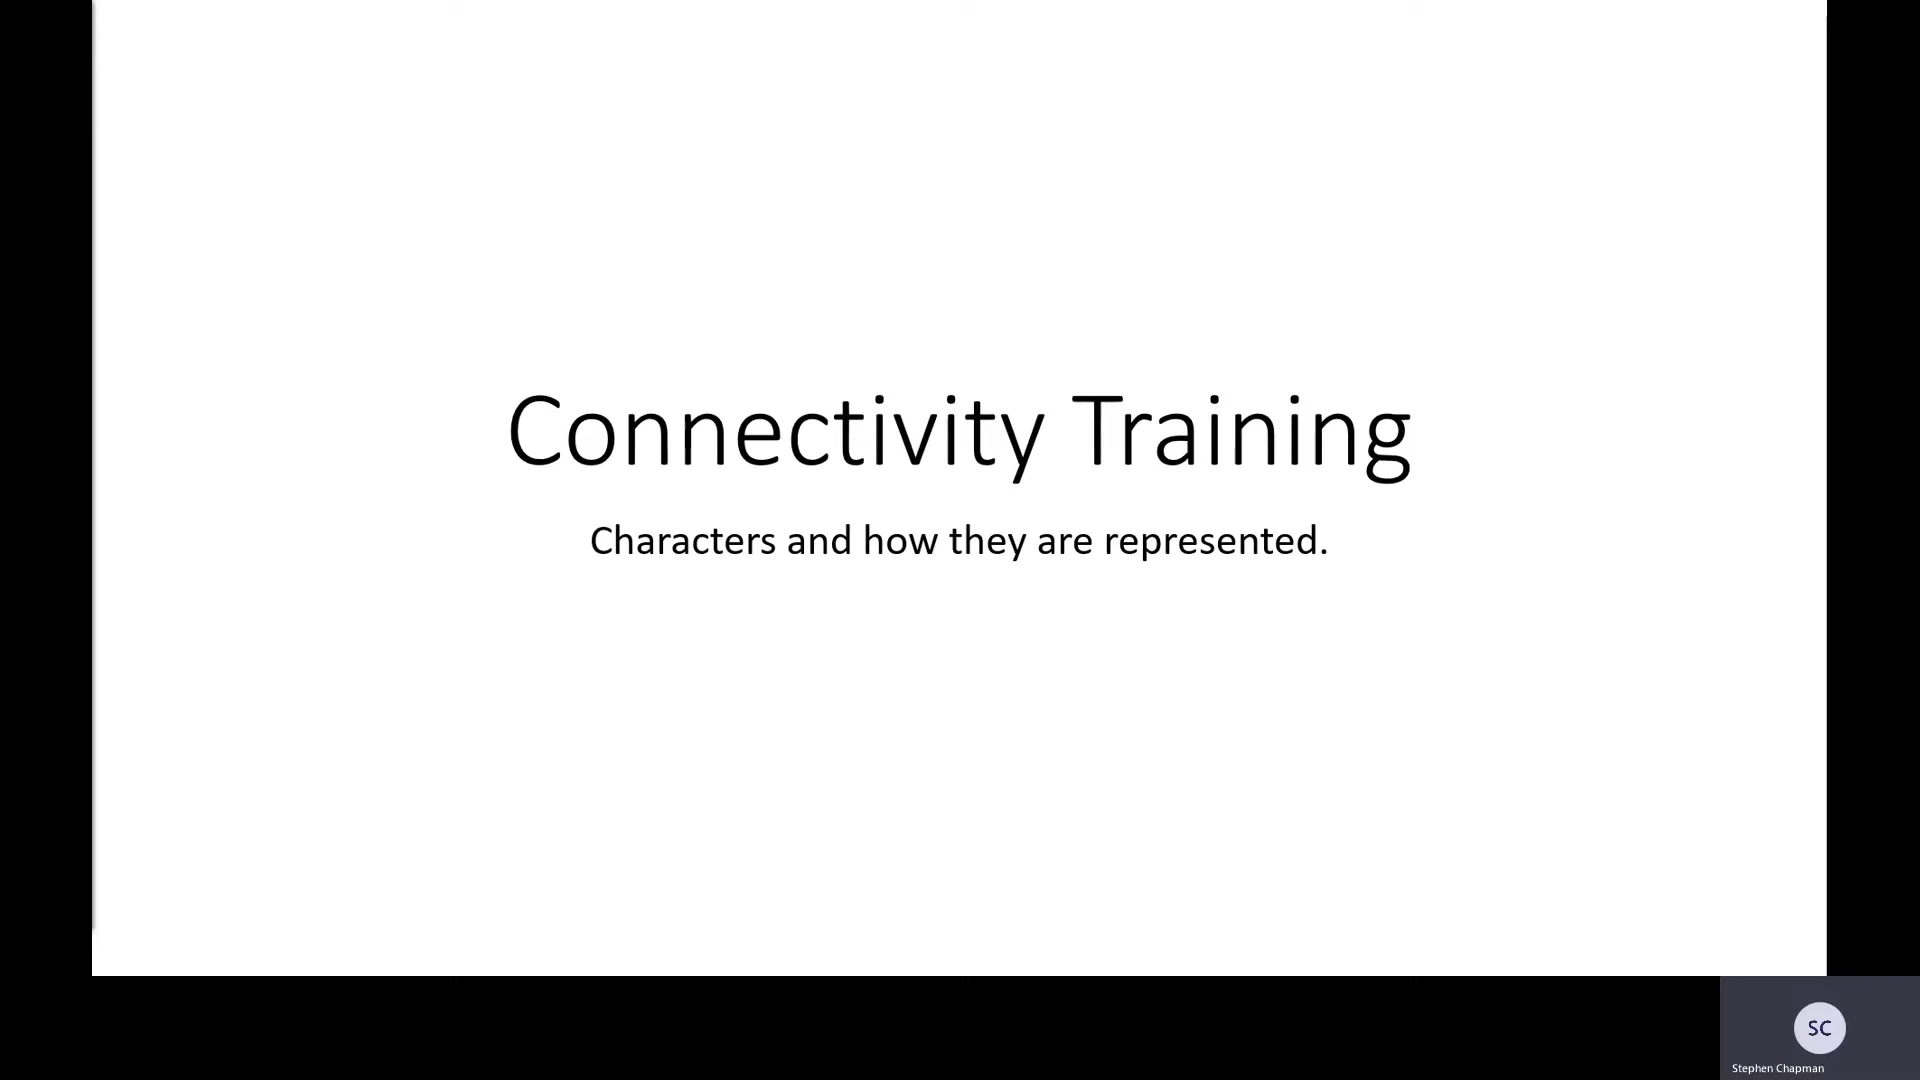 Connectivity Training
Characters and how they are represented.
SC
Stephen Chapman